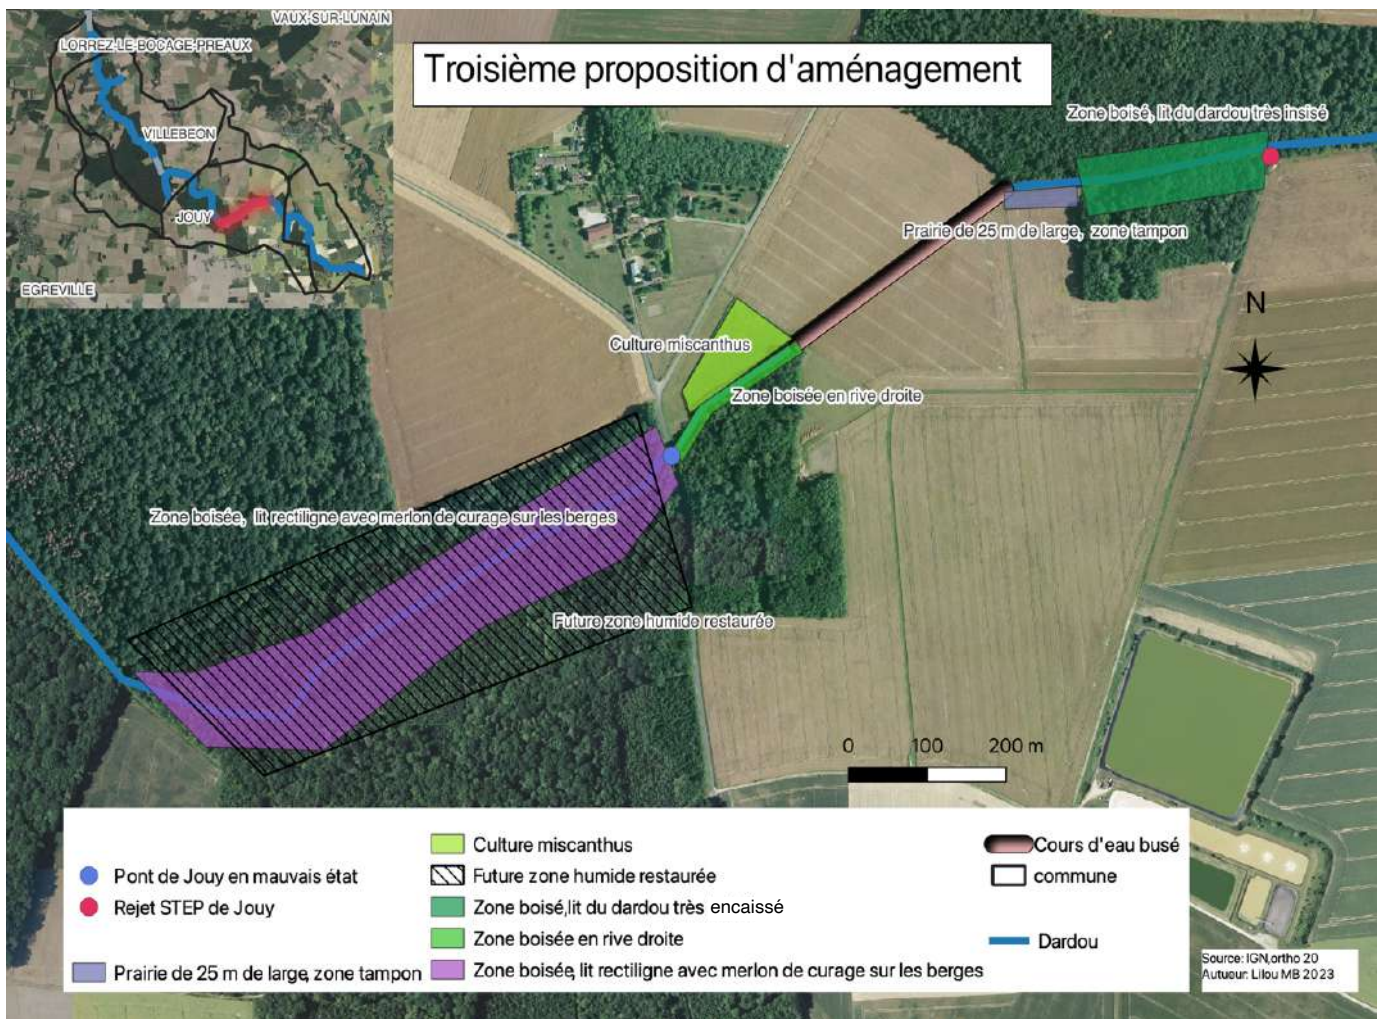 VAUX-SUR-LUNAIN
LORREZ-LE-BOCAGE-PREAUX
VILLEBEON
JOUY
EGREVILLE
Troisième proposition d'aménagement
Zone boisé, lit du dardou très insisé
Prairie de 25 m de large, zone tampon
N
Culture miscanthus
Zone boisée en rive droite
Zone boisée, lit rectiligne avec merlon de curage sur les berges
Future zone humide restaurée
0 100 200 m
Pont de Jouy en mauvais état
Rejet STEP de Jouy
Prairie de 25 m de large, zone tampon
Culture miscanthus
Future zone humide restaurée
Zone boisé,lit du dardou très encaissé
Zone boisée en rive droite
Zone boisée, lit rectiligne avec merlon de curage sur les berges
Cours d'eau busé
commune
Dardou
Source: IGN,ortho 20
Autueur: Lilou MB 2023